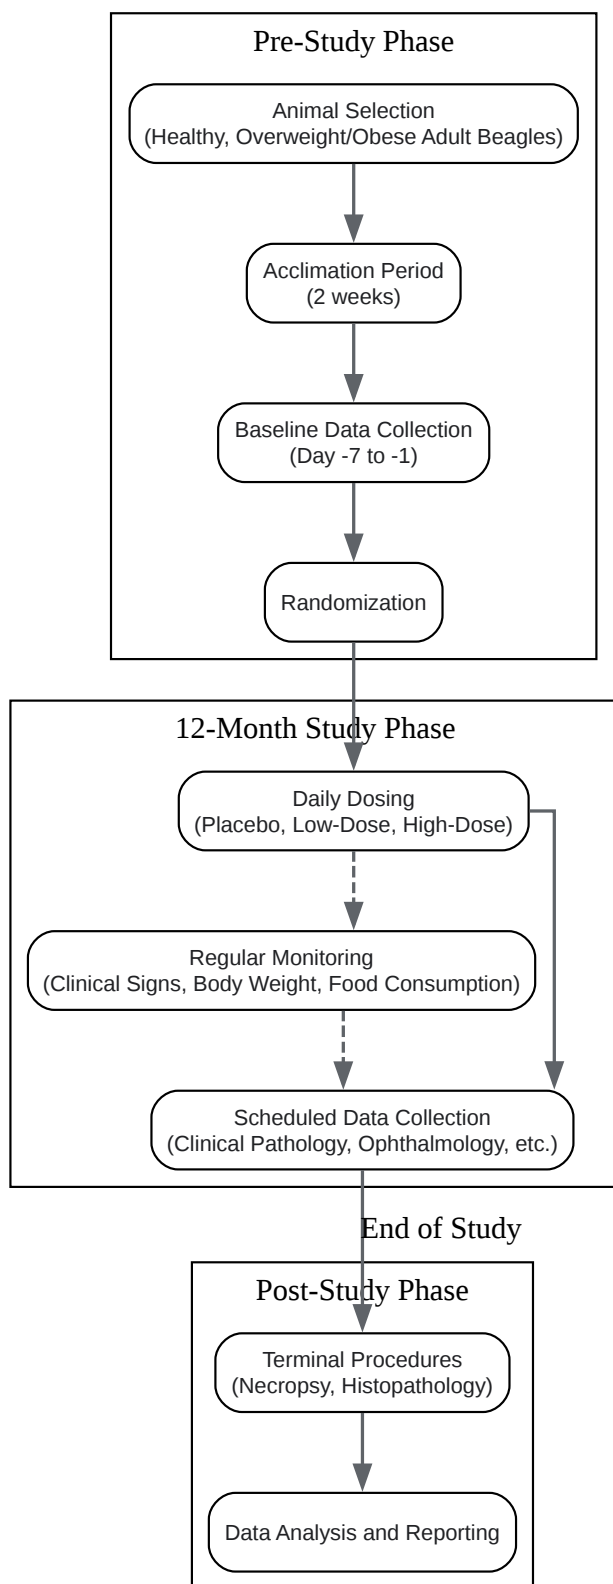 Pre-Study Phase
Animal Selection
(Healthy, Overweight/Obese Adult Beagles)
Acclimation Period
(2 weeks)
Baseline Data Collection
(Day -7 to -1)
Randomization
12-Month Study Phase
Daily Dosing
(Placebo, Low-Dose, High-Dose)
Regular Monitoring
(Clinical Signs, Body Weight, Food Consumption)
Scheduled Data Collection
(Clinical Pathology, Ophthalmology, etc.)
End of Study
Post-Study Phase
Terminal Procedures
(Necropsy, Histopathology)
Data Analysis and Reporting